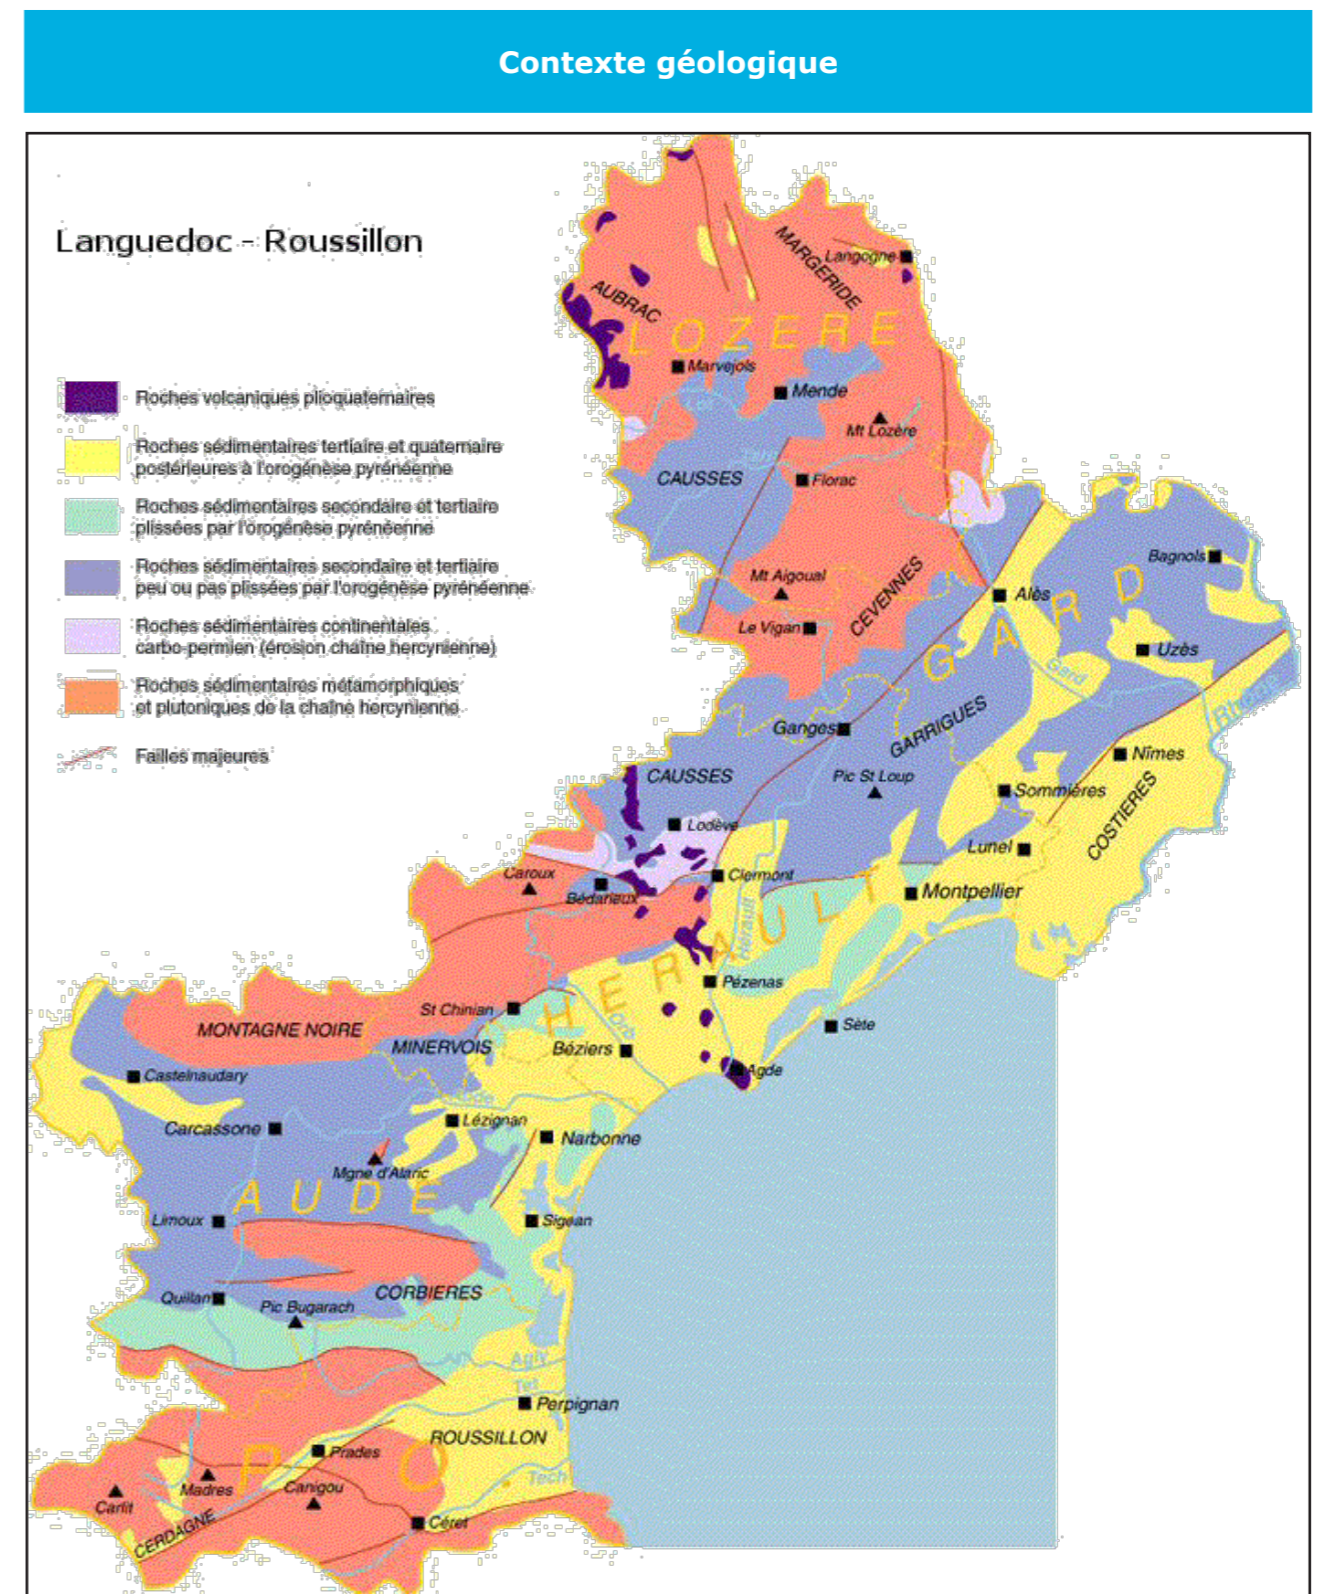 Contexte géologique
Languedoc - Roussillon
Roches volcaniques plioquaternaires
Roches sédimentaires tertiaire et quaternaire
postérieures à l'orogénèse pyrénéenne
Roches sédimentaires secondaire et tertiaire
plissées par l'orogénèse pyrénéenne
Roches sédimentaires secondaire et tertiaire
peu ou pas plissées par l'orogénèse pyrénéenne
Roches sédimentaires continentales
carbo-permien (érosion chaîne hercynienne)
Roches sédimentaires métamorphiques
et plutoniques de la chaîne hercynienne
Failles majeures
MARGERIDE
Langogne
AUBRAC
LOZERE
Marvejols
Mende
Lot
Mt Lozère
Tarn
CAUSSES
Florac
Bagnols
Mt Aigoual
CEVENNES
Alès
GARD
Le Vigan
Uzès
Gard
Rhône
Ganges
GARRIGUES
Nîmes
CAUSSES
Pic St Loup
Sommières
COSTIERES
Lodève
Lunel
Caroux
Clermont
Bédarieux
Montpellier
HERAULT
Hérault
Pézenas
St Chinian
Orb
Sète
MONTAGNE NOIRE
MINERVOIS
Béziers
Agde
Castelnaudary
Aude
Lézignan
Carcassone
Narbonne
Mgne d'Alaric
AUDE
Limoux
Sigean
CORBIERES
Quillan
Pic Bugarach
Agly
Tet
Perpignan
ROUSSILLON
P O
Prades
Tech
Madres
Canigou
Carlit
CERDAGNE
Céret